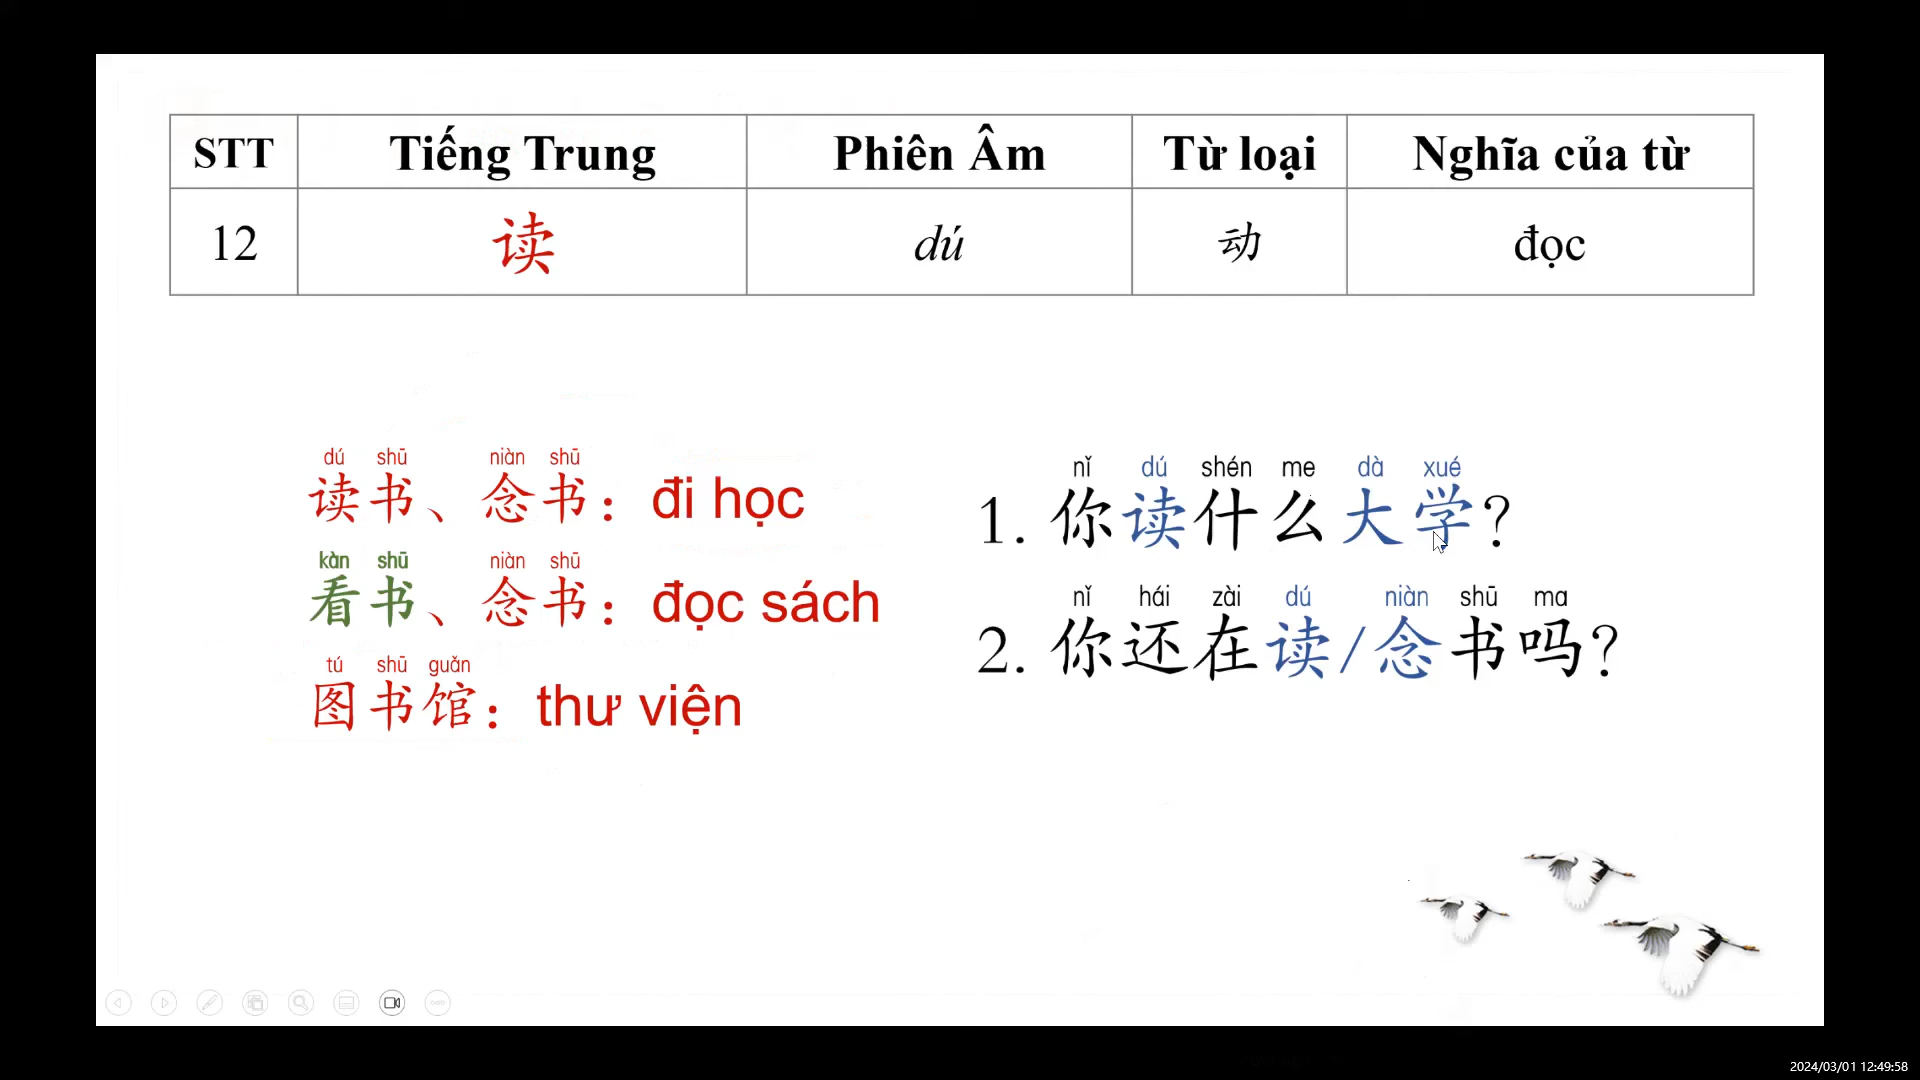 STT Tiếng Trung Phiên Âm Từ loại Nghĩa của từ
12 读 dú 动 đọc
dú shū niàn shū
读书、念书：đi học
kàn shū niàn shū
看书、念书：đọc sách
tú shū guǎn
图书馆：thư viện
nǐ dú shén me dà xué
1. 你读什么大学？
nǐ hái zài dú niàn shū ma
2. 你还在读/念书吗？
2024/03/01 12:49:58